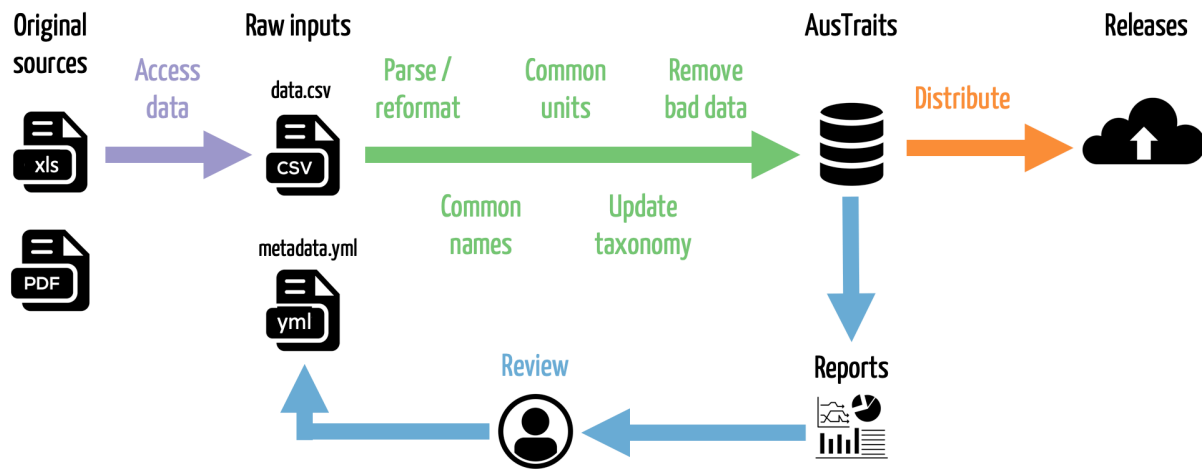 Original
sources
Raw inputs
AusTraits
Releases
Access
data
data.csv
Parse /
reformat
Common
units
Remove
bad data
Distribute
xls
CSV
Common
names
Update
taxonomy
PDF
metadata.yml
yml
Review
Reports